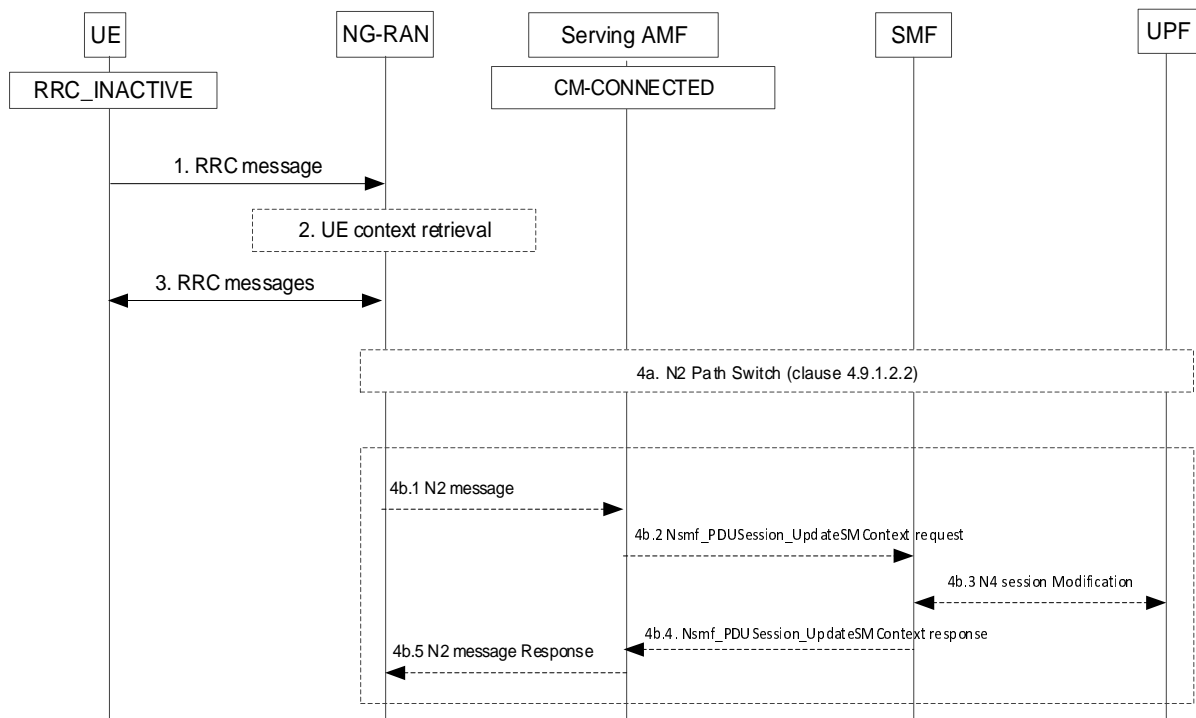 UE
NG-RAN
Serving AMF
SMF
UPF
RRC_INACTIVE
CM-CONNECTED
1. RRC message
2. UE context retrieval
3. RRC messages
4a. N2 Path Switch (clause 4.9.1.2.2)
4b.1 N2 message
4b.2 Nsmf_PDUSession_UpdateSMContext request
4b.3 N4 session Modification
4b.4. Nsmf_PDUSession_UpdateSMContext response
4b.5 N2 message Response